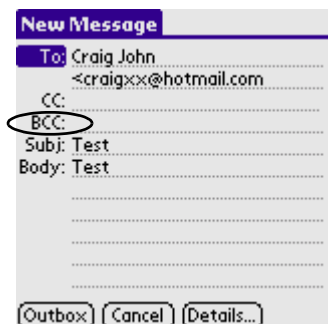 New Message
To: Craig John
<craigxx@hotmail.com
CC:
BCC:
Subj: Test
Body: Test
Outbox Cancel Details...